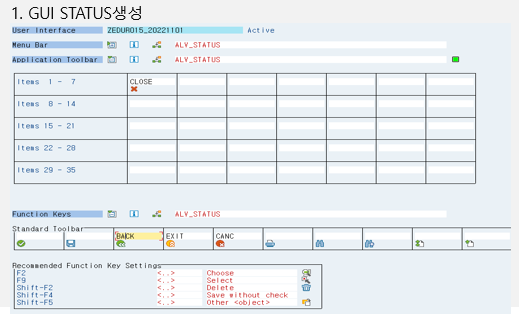 1. GUI STATUS생성
User Interface ZEDUR015_20221101 Active
Menu Bar ALV_STATUS
Application Toolbar ALV_STATUS
Items 1 - 7 CLOSE
Items 8 - 14
Items 15 - 21
Items 22 - 28
Items 29 - 35
Function Keys ALV_STATUS
Standard Toolbar
BACK EXIT CANC
Recommended Function Key Settings
F2 <..> Choose
F9 <..> Select
Shift-F2 <..> Delete
Shift-F4 <..> Save without check
Shift-F5 <..> Other <object>